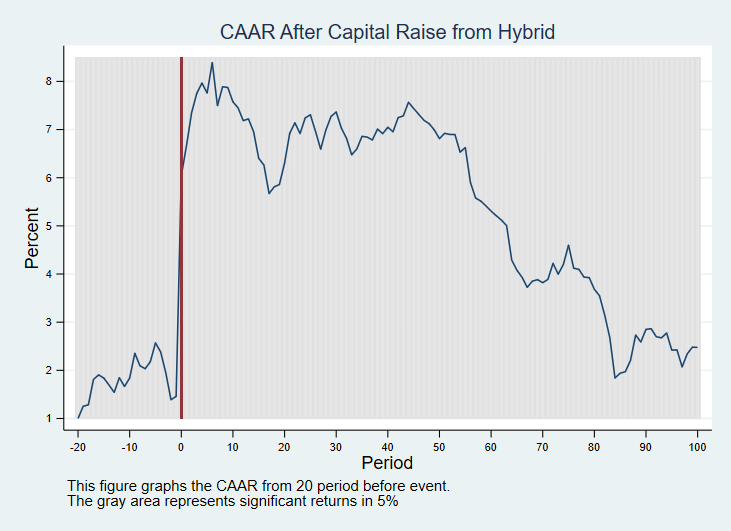 CAAR After Capital Raise from Hybrid
Percent
8
7
6
5
4
3
2
1
-20 -10 0 10 20 30 40 50 60 70 80 90 100
Period
This figure graphs the CAAR from 20 period before event.
The gray area represents significant returns in 5%